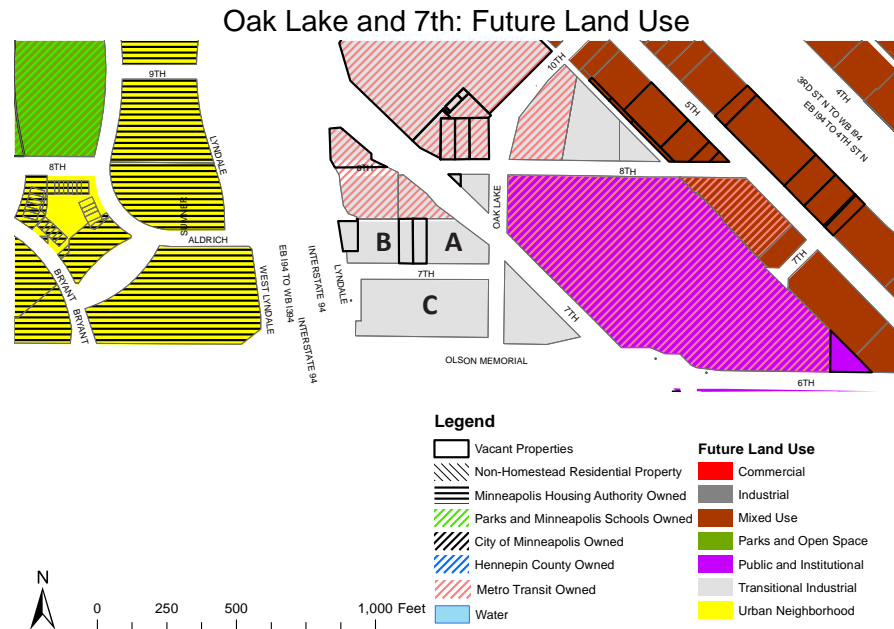 Oak Lake and 7th: Future Land Use
9TH
LYNDALE
8TH
SUMNER
ALDRICH
BRYANT
BRYANT
WEST LYNDALE
EB I94 TO WB I394
INTERSTATE 94
INTERSTATE 94
LYNDALE
8TH
B
A
7TH
C
OLSON MEMORIAL
OAK LAKE
10TH
8TH
5TH
4TH
3RD ST N TO WB I94
EB I94 TO 4TH ST N
7TH
7TH
6TH
Legend
Vacant Properties
Non-Homestead Residential Property
Minneapolis Housing Authority Owned
Parks and Minneapolis Schools Owned
City of Minneapolis Owned
Hennepin County Owned
Metro Transit Owned
Water
Future Land Use
Commercial
Industrial
Mixed Use
Parks and Open Space
Public and Institutional
Transitional Industrial
Urban Neighborhood
N
0 250 500 1,000 Feet